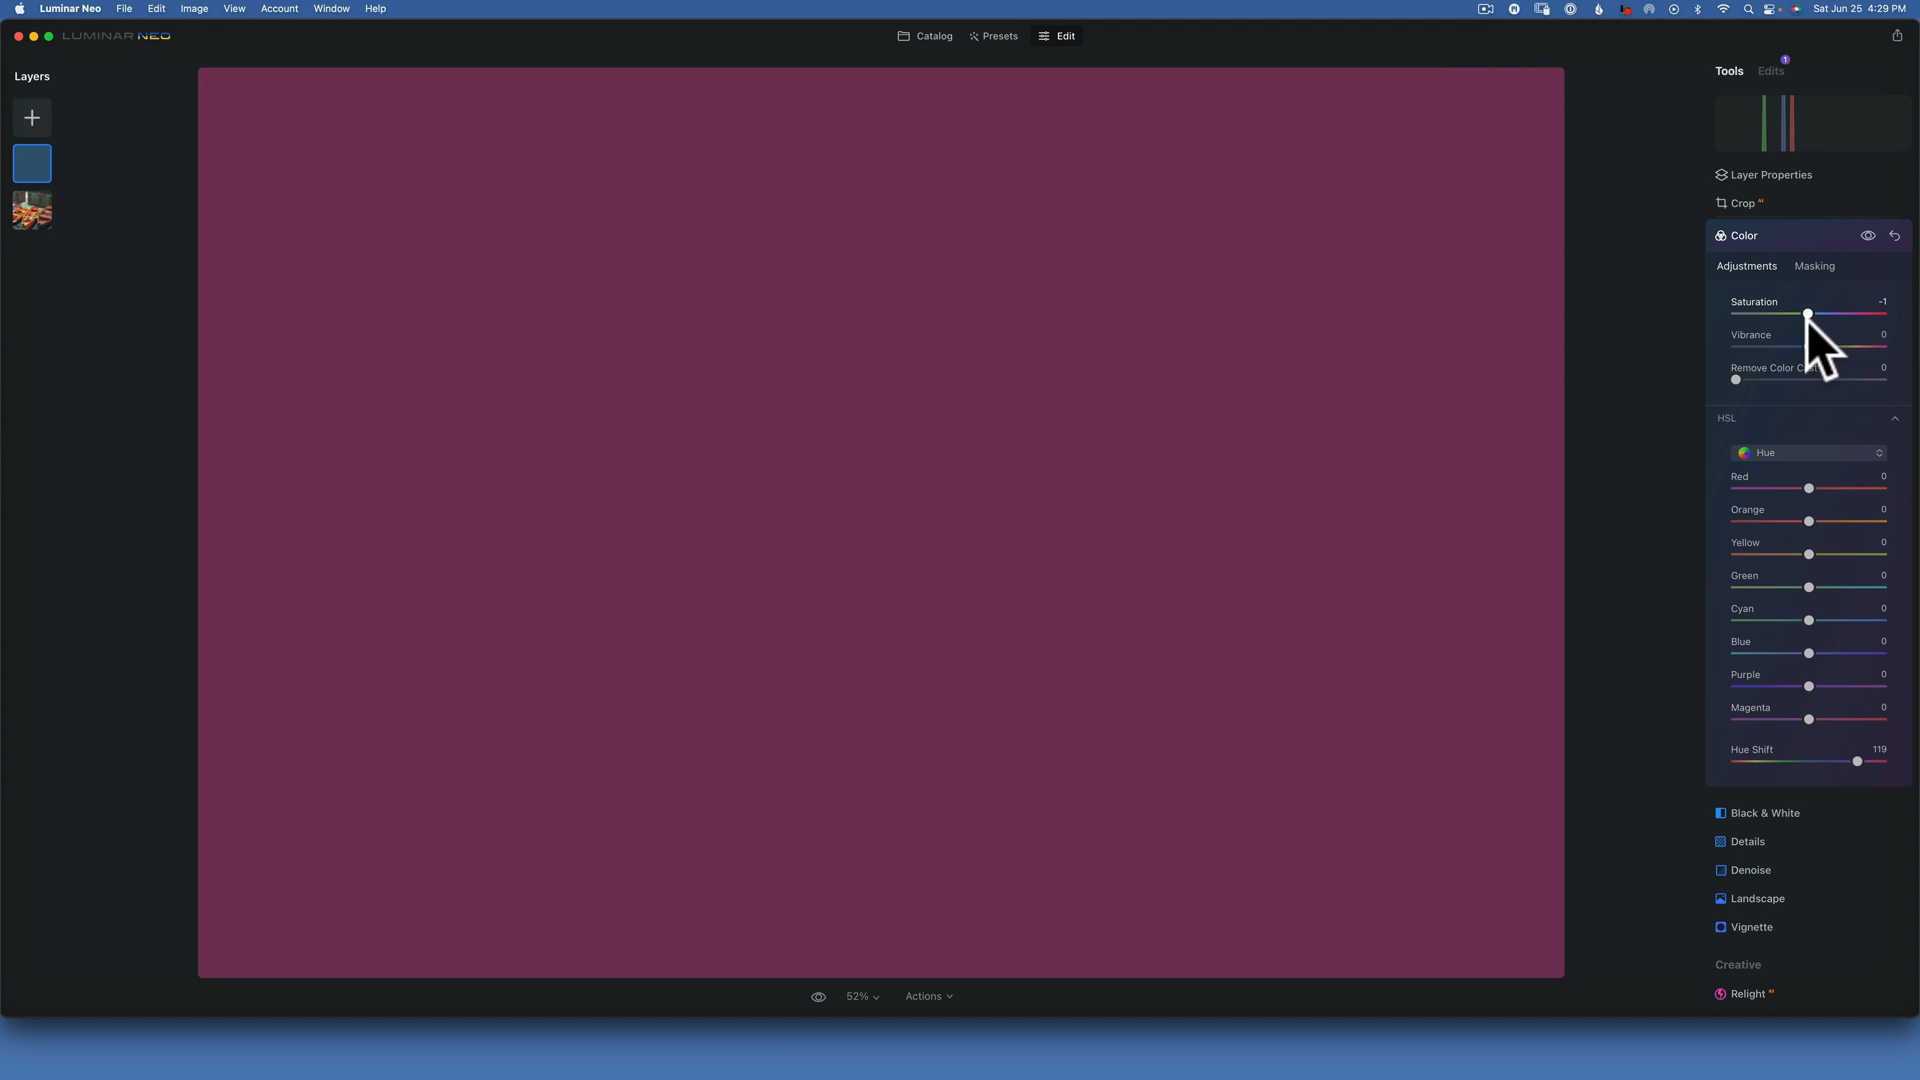 Luminar Neo File Edit Image View Account Window Help Sat Jun 25 4:29 PM
LUMINAR NEO Catalog Presets Edit
Layers
Tools Edits 1
Layer Properties
Crop AI
Color
Adjustments Masking
Saturation -1
Vibrance 0
Remove Color C st 0
HSL
Hue
Red 0
Orange 0
Yellow 0
Green 0
Cyan 0
Blue 0
Purple 0
Magenta 0
Hue Shift 119
Black & White
Details
Denoise
Landscape
Vignette
Creative
Relight AI
52% Actions